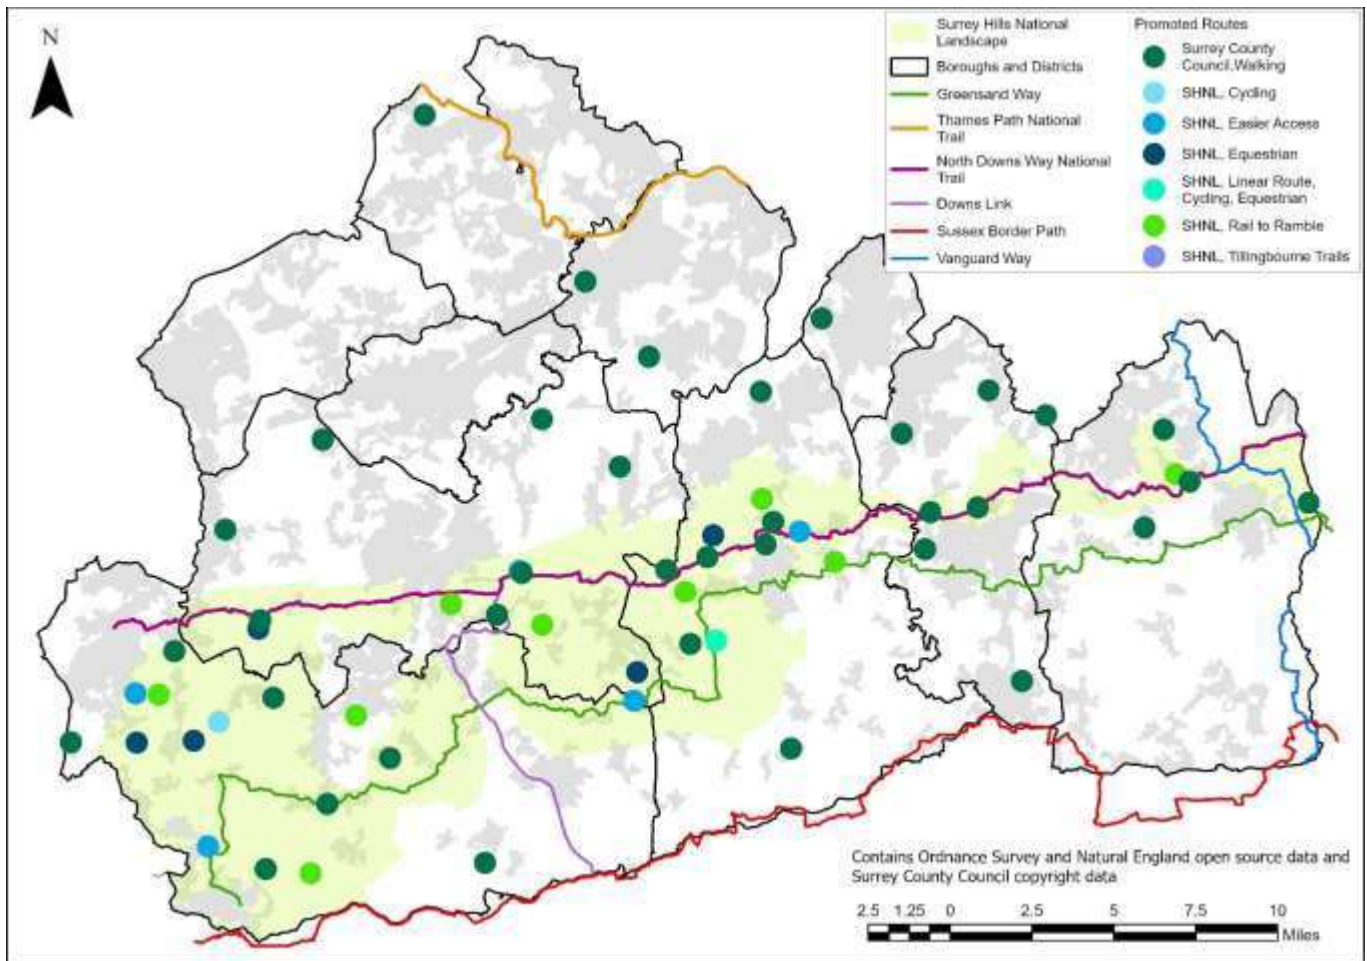 N
Surrey Hills National
Landscape
Boroughs and Districts
Greensand Way
Thames Path National
Trail
North Downs Way National
Trail
Downs Link
Sussex Border Path
Vanguard Way
Promoted Routes
Surrey County
Council,Walking
SHNL, Cycling
SHNL, Easier Access
SHNL, Equestrian
SHNL, Linear Route,
Cycling, Equestrian
SHNL, Rail to Ramble
SHNL, Tillingbourne Trails
Contains Ordnance Survey and Natural England open source data and
Surrey County Council copyright data
2.5 1.25 0 2.5 5 7.5 10
Miles